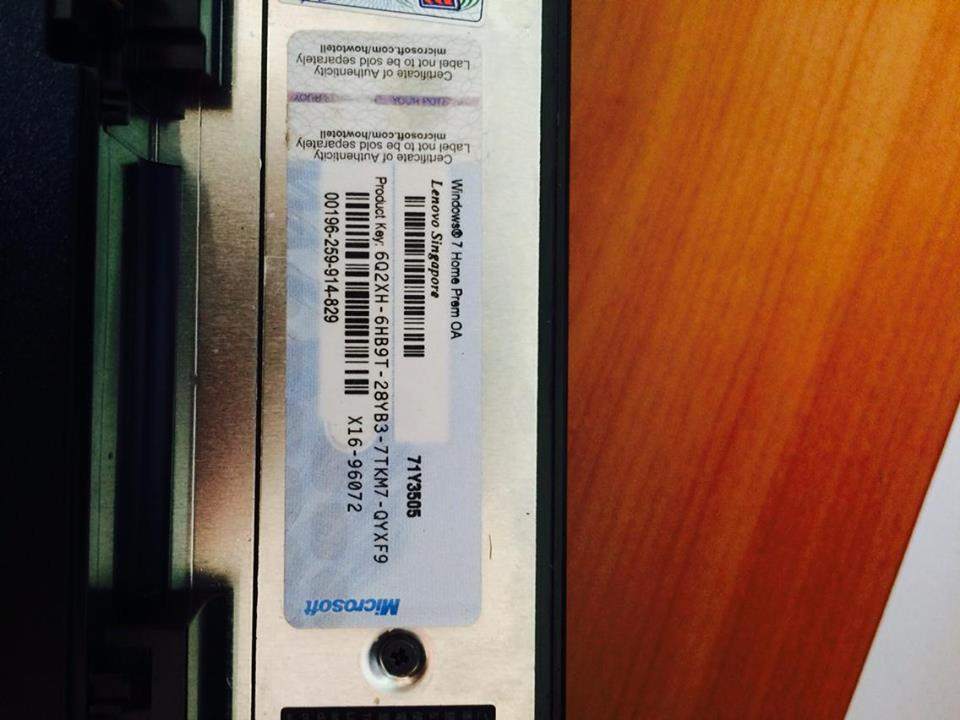 Certificate of Authenticity
Label not to be sold separately
microsoft.com/howtotell
Certificate of Authenticity
Label not to be sold separately
microsoft.com/howtotell
Windows® 7 Home Prem OA
Lenovo Singapore
71Y3505
Product Key: 6Q2XH-6HB9T-28YB3-7TKM7-QYXF9
X16-96072
00196-259-914-829
Microsoft